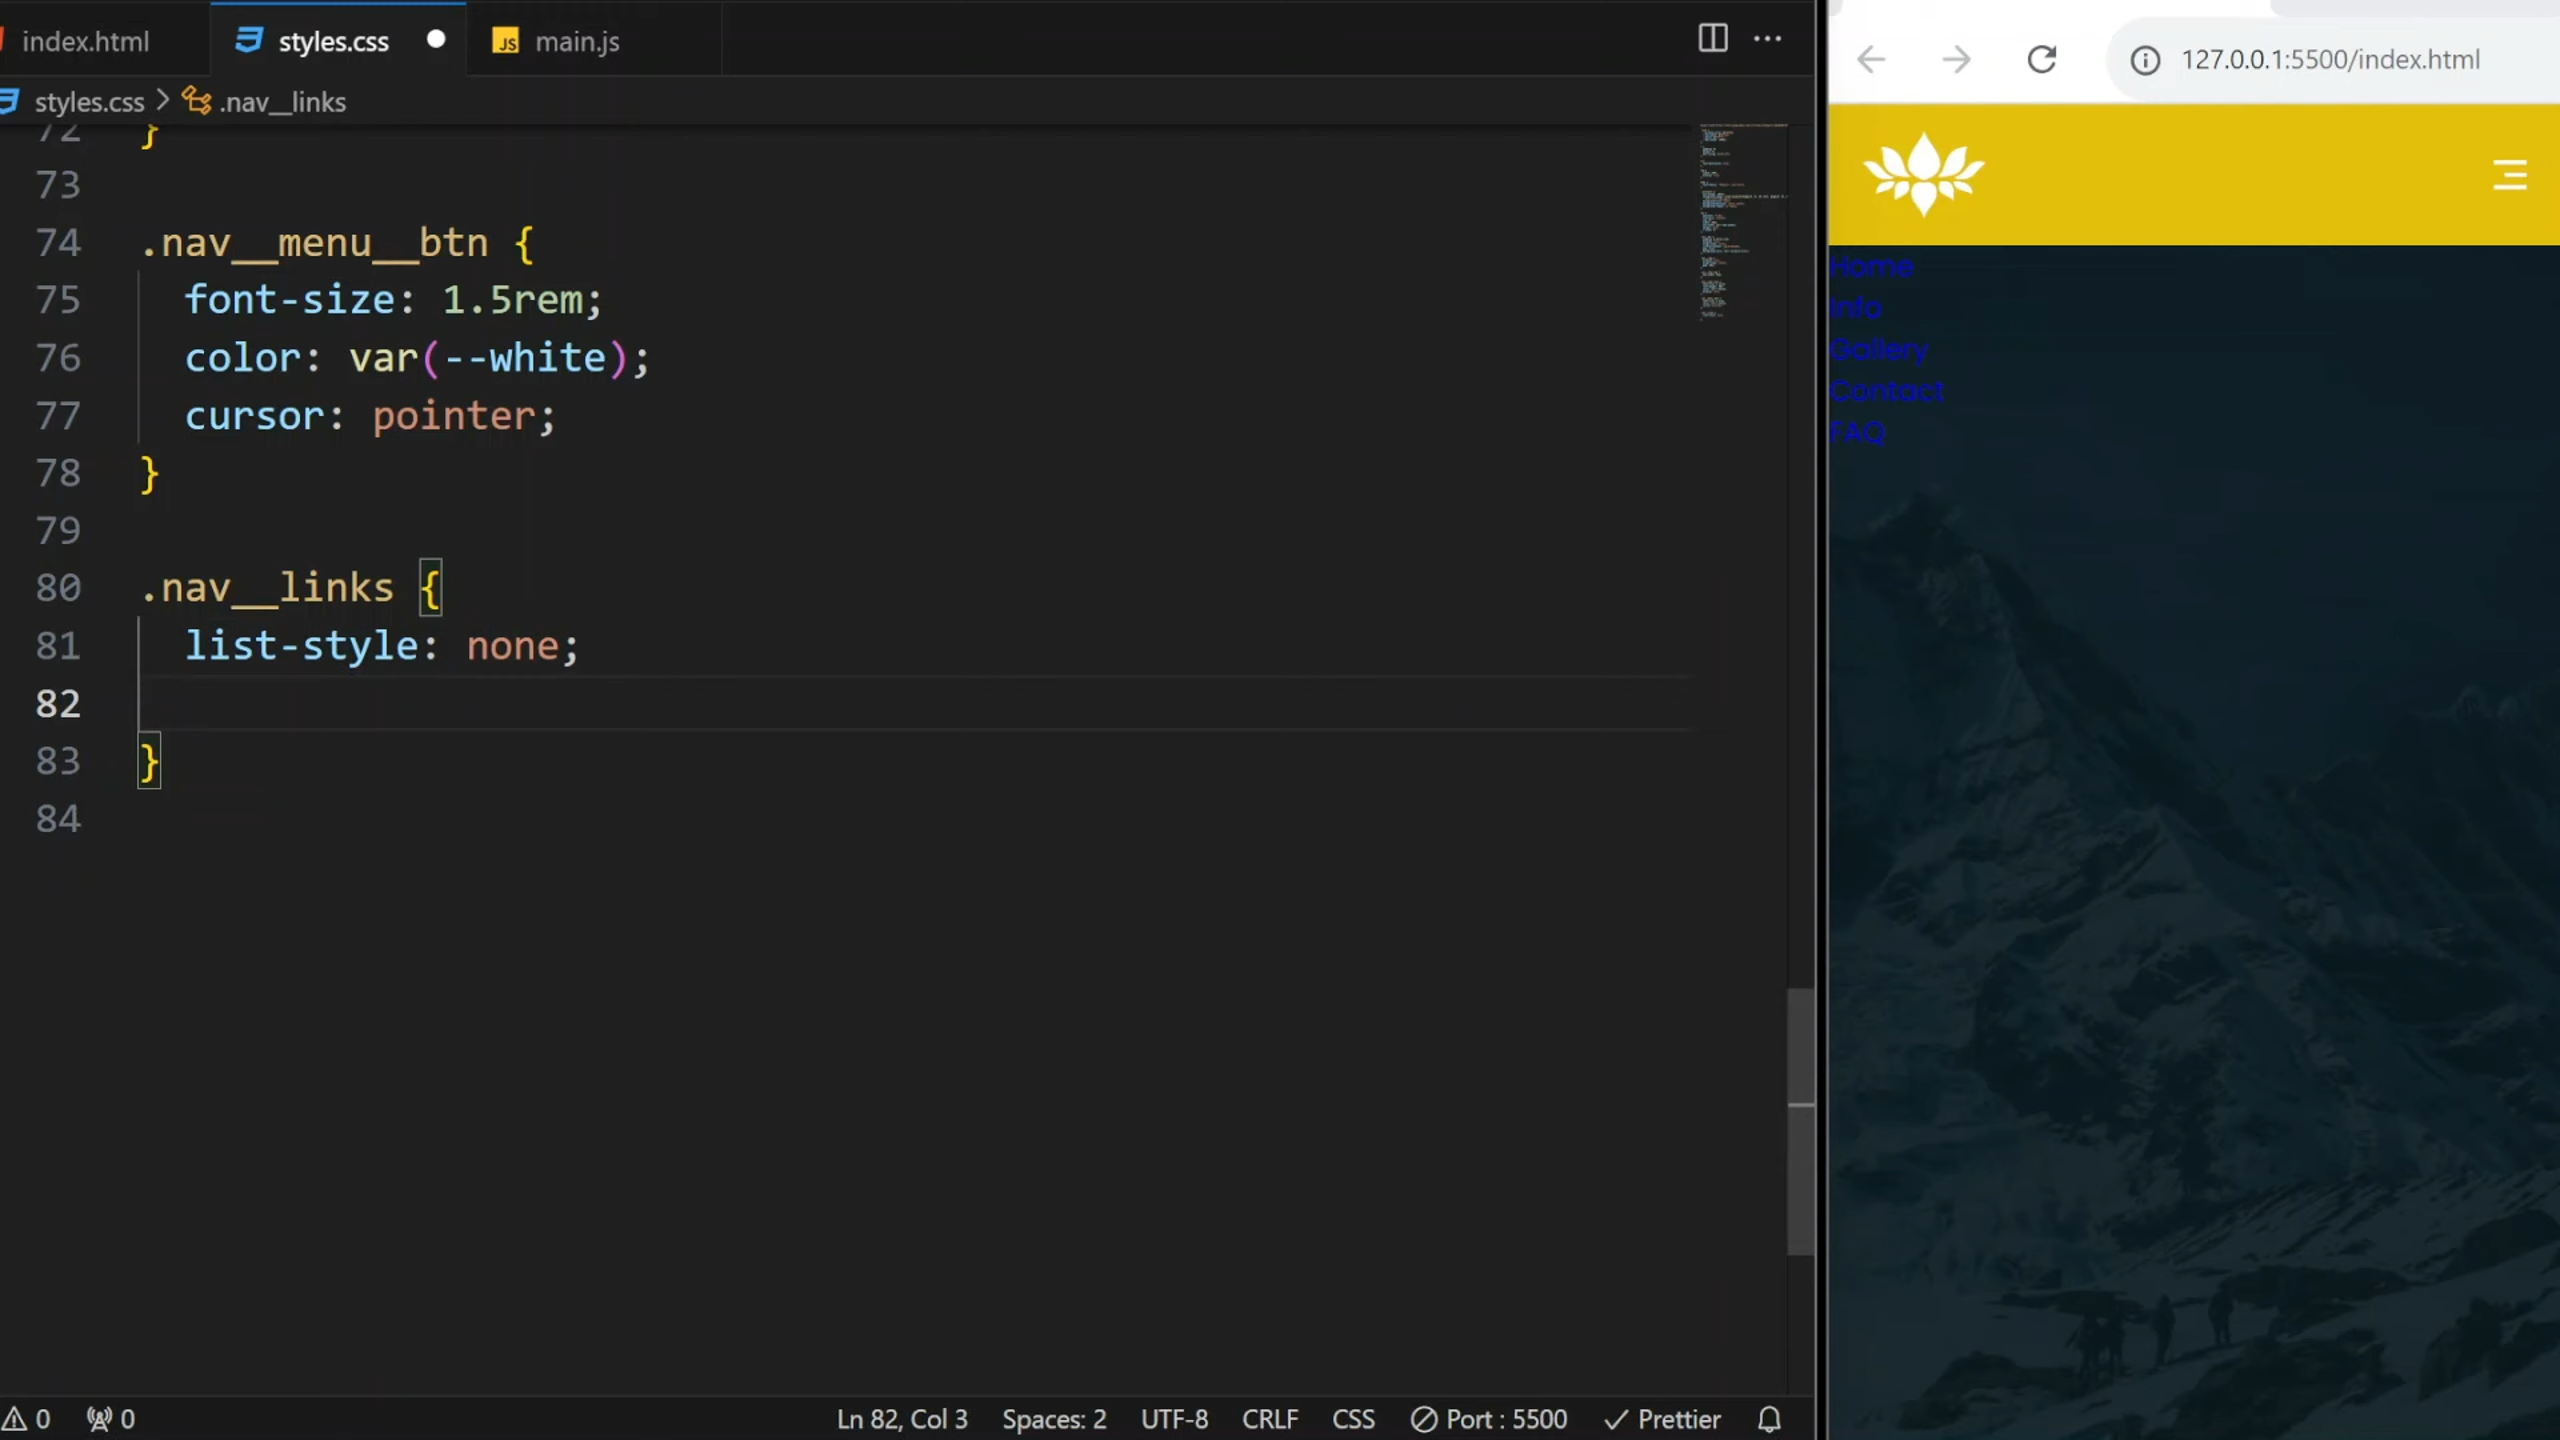 index.html
styles.css
JS main.js
127.0.0.1:5500/index.html
styles.css > .nav__links
72 }
73
74 .nav__menu__btn {
75 font-size: 1.5rem;
76 color: var(--white);
77 cursor: pointer;
78 }
79
80 .nav__links {
81 list-style: none;
82
83 }
84
Home
Info
Gallery
Contact
FAQ
0 0 Ln 82, Col 3 Spaces: 2 UTF-8 CRLF CSS Port : 5500 Prettier